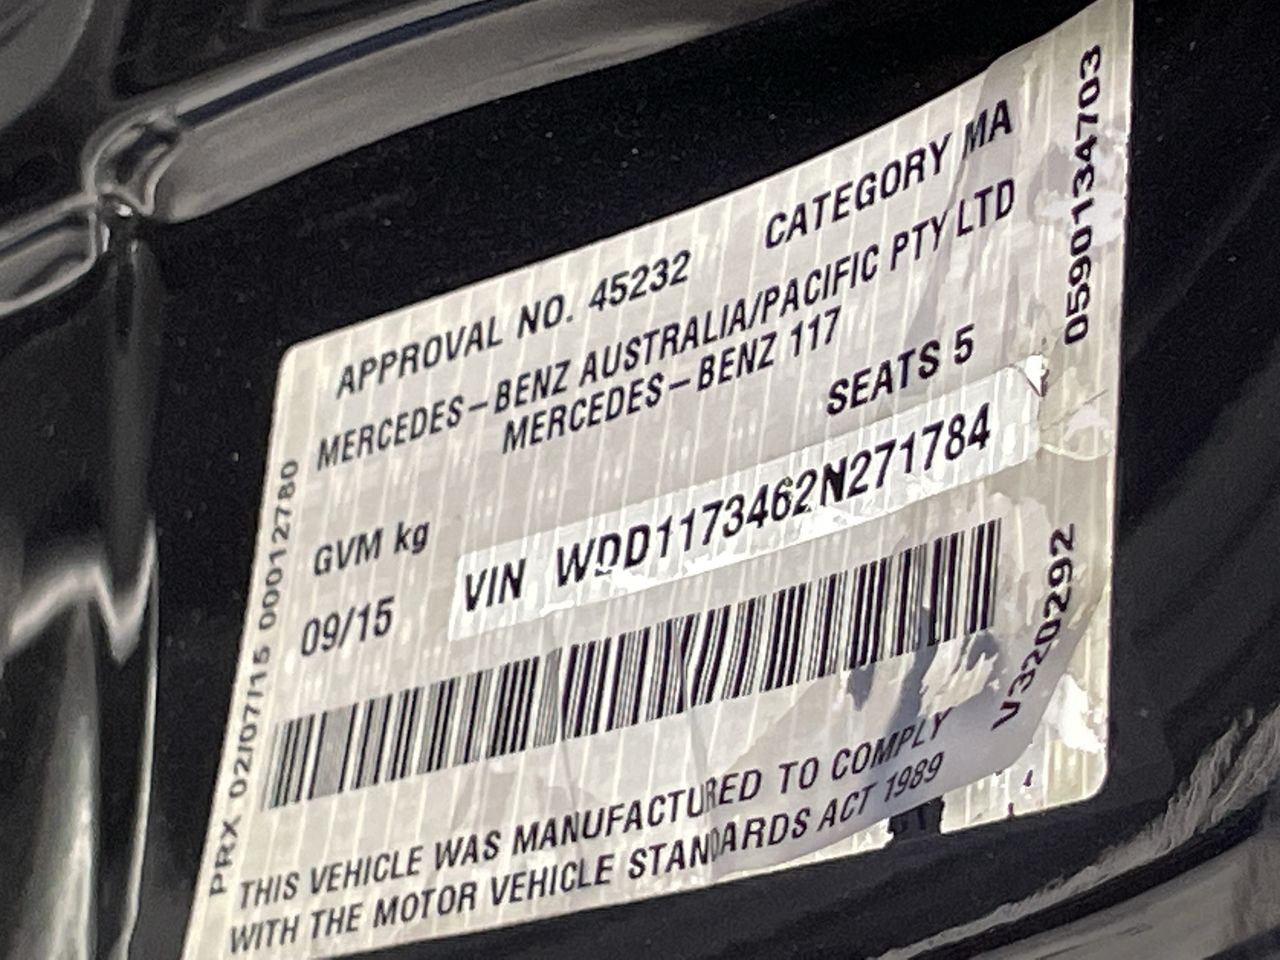 APPROVAL NO. 45232 CATEGORY MA
MERCEDES-BENZ AUSTRALIA/PACIFIC PTY LTD
MERCEDES-BENZ 117
SEATS 5
GVM kg
VIN WDD1173462N271784
09/15
THIS VEHICLE WAS MANUFACTURED TO COMPLY
WITH THE MOTOR VEHICLE STANDARDS ACT 1989
PRX 02/07/15 00012780
V3202292
0590134703